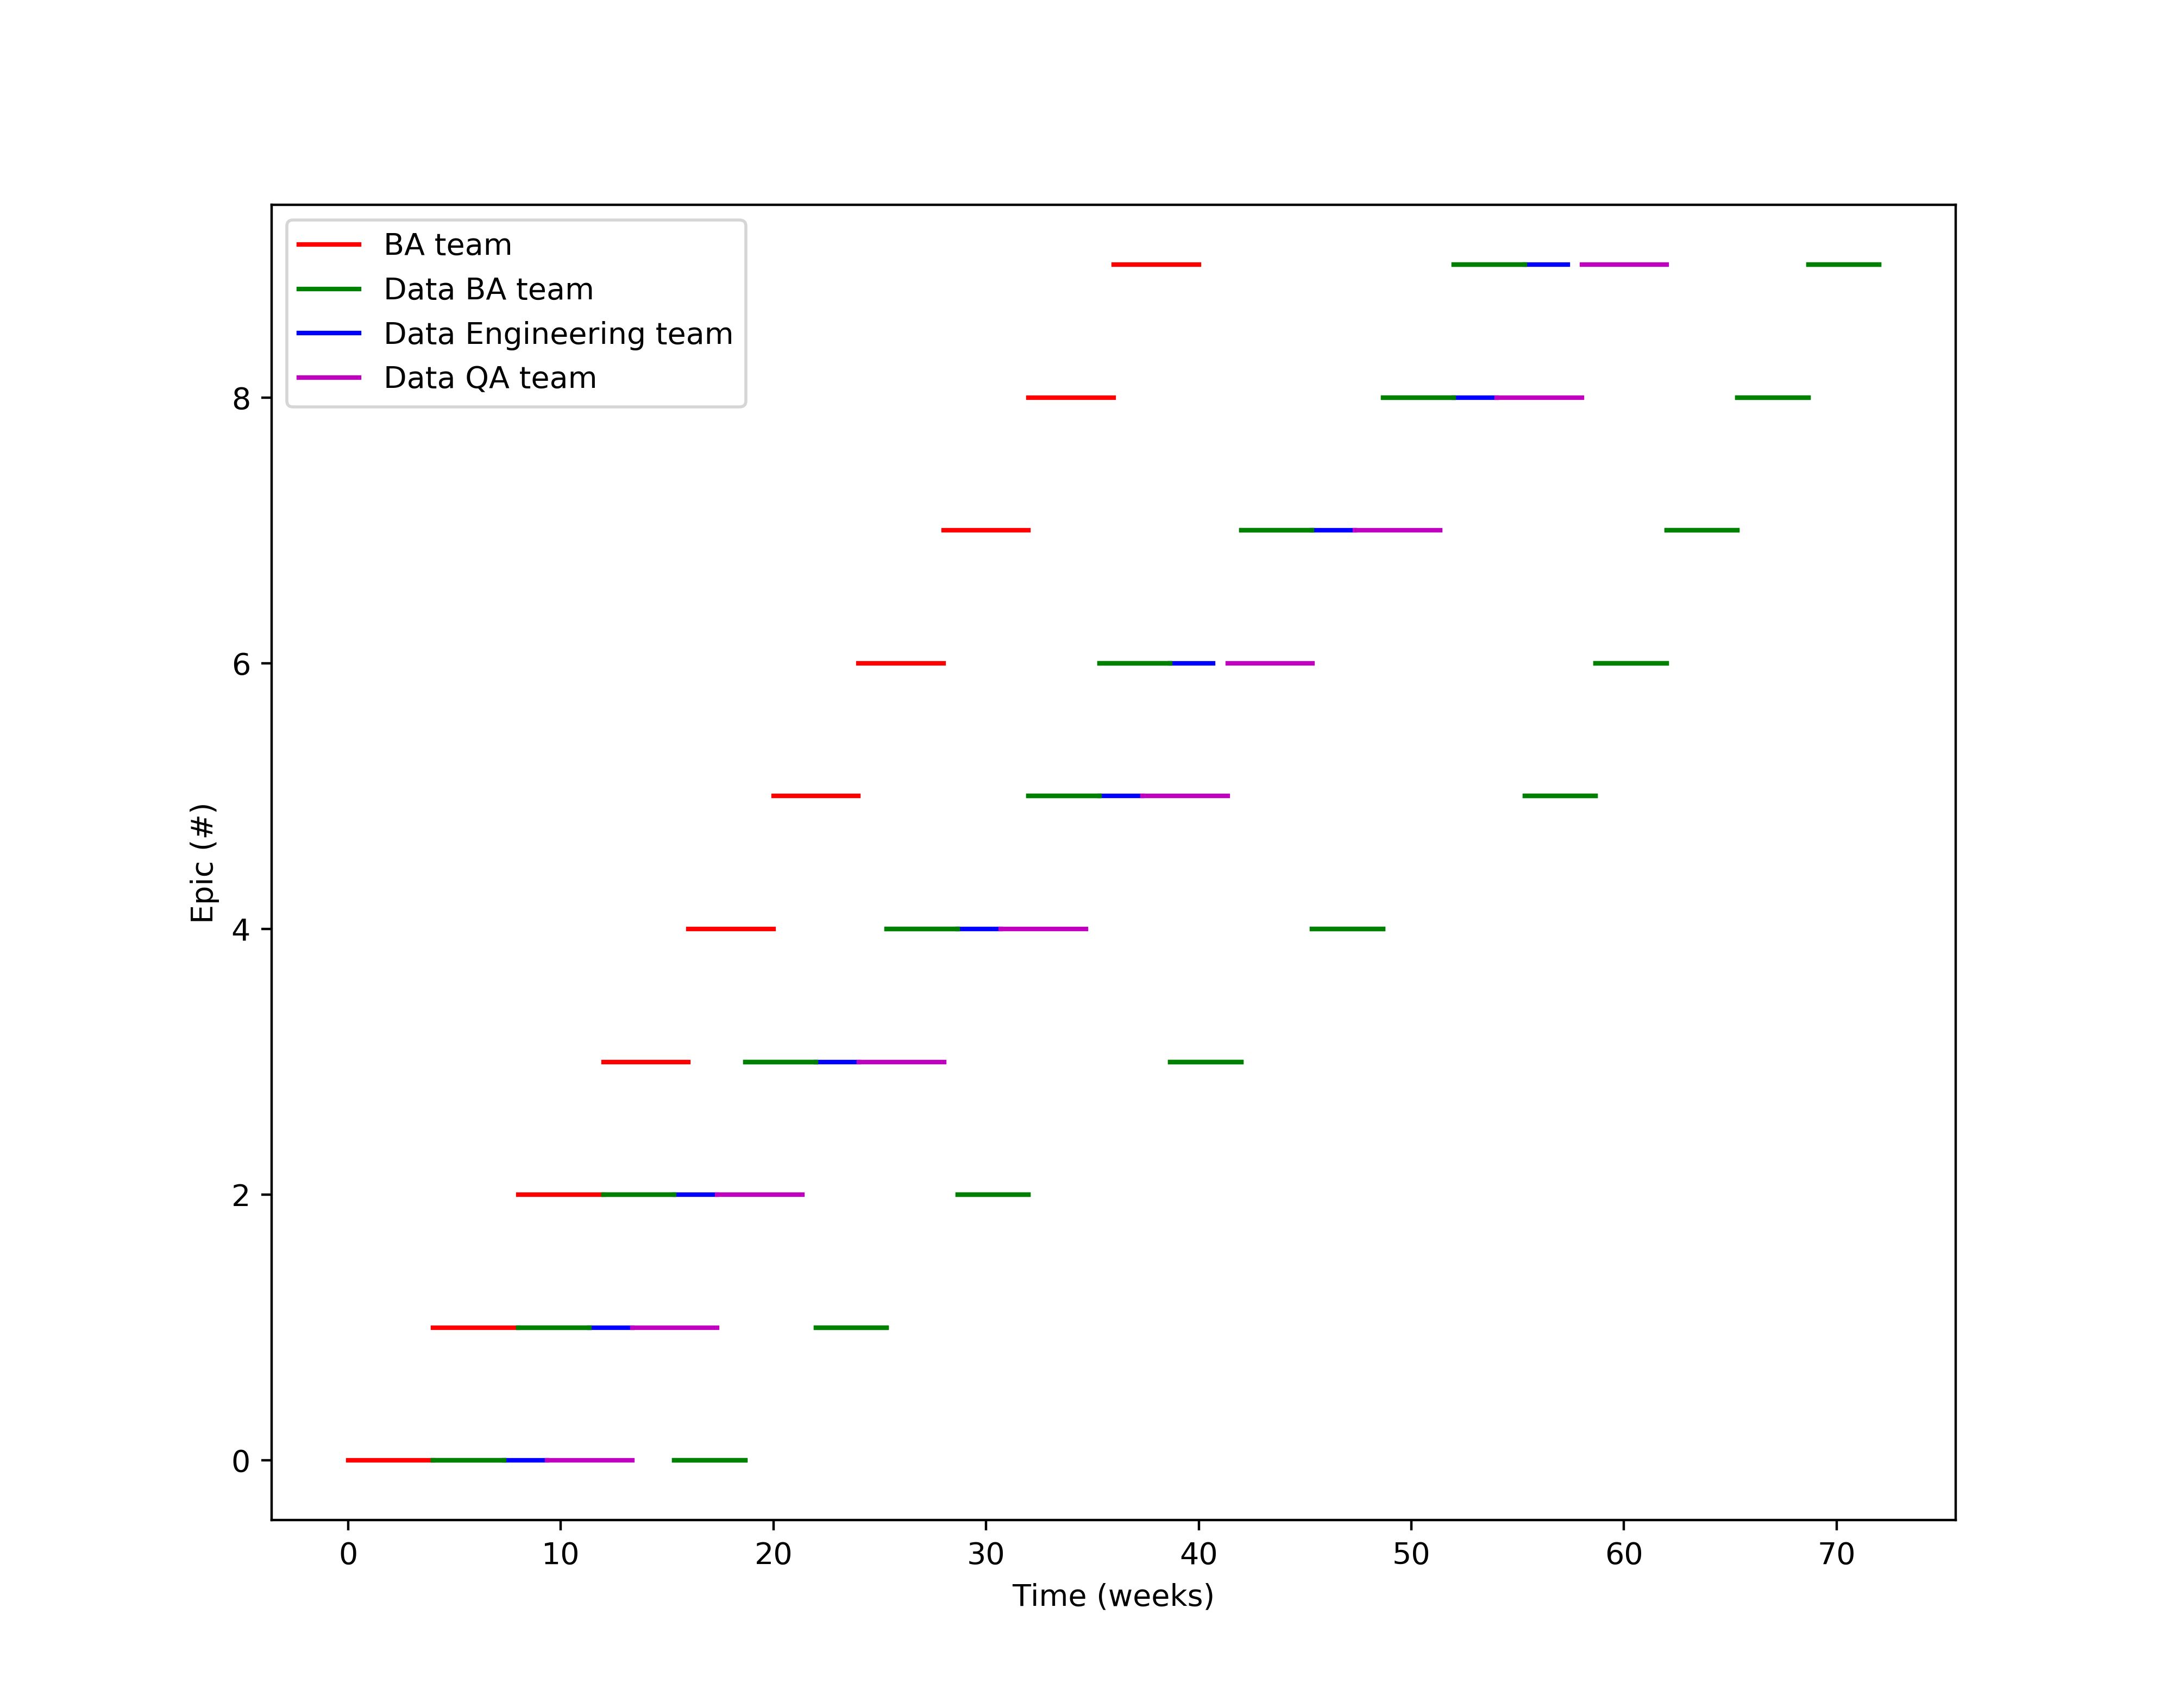 BA team
Data BA team
Data Engineering team
Data QA team
8
6
4
2
0
Epic (#)
0 10 20 30 40 50 60 70
Time (weeks)